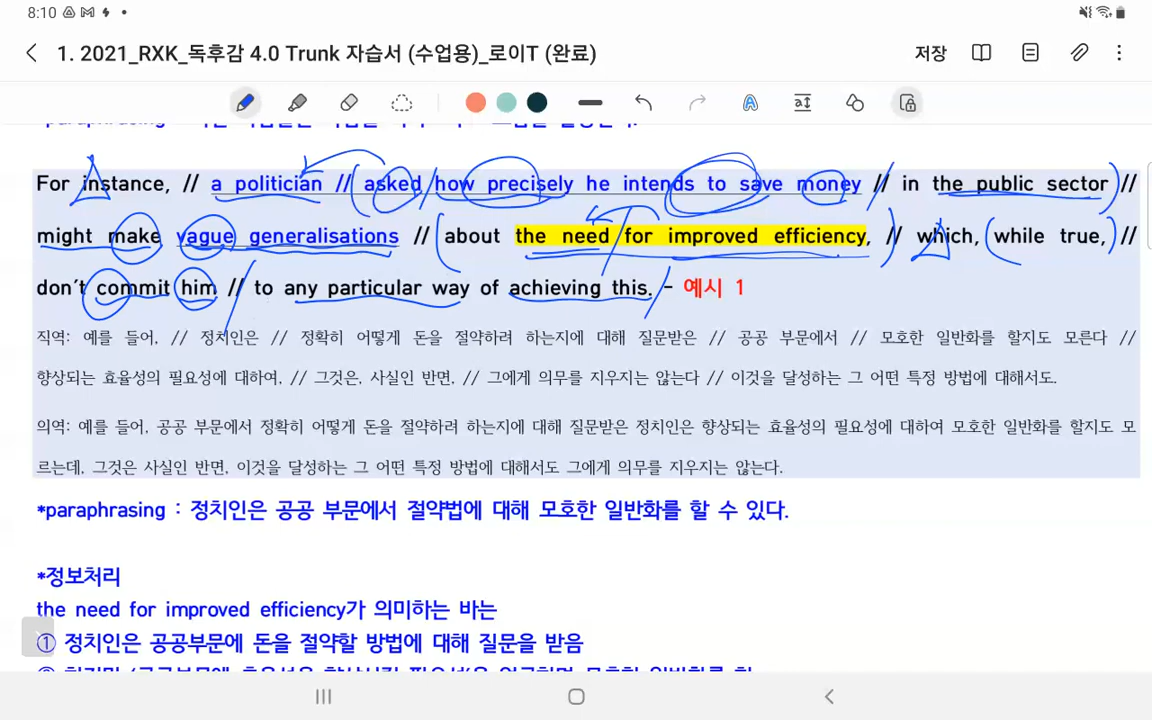 8:10
1. 2021_RXK_독후감 4.0 Trunk 자습서 (수업용)_로이T (완료)
저장
For instance, // a politician // asked how precisely he intends to save money // in the public sector //
might make vague generalisations // about the need for improved efficiency, // which, while true, //
don't commit him // to any particular way of achieving this. - 예시 1
직역: 예를 들어, // 정치인은 // 정확히 어떻게 돈을 절약하려 하는지에 대해 질문받은 // 공공 부문에서 // 모호한 일반화를 할지도 모른다 //
향상되는 효율성의 필요성에 대하여, // 그것은, 사실인 반면, // 그에게 의무를 지우지는 않는다 // 이것을 달성하는 그 어떤 특정 방법에 대해서도.
의역: 예를 들어, 공공 부문에서 정확히 어떻게 돈을 절약하려 하는지에 대해 질문받은 정치인은 향상되는 효율성의 필요성에 대하여 모호한 일반화를 할지도 모
르는데, 그것은 사실인 반면, 이것을 달성하는 그 어떤 특정 방법에 대해서도 그에게 의무를 지우지는 않는다.
*paraphrasing : 정치인은 공공 부문에서 절약법에 대해 모호한 일반화를 할 수 있다.
*정보처리
the need for improved efficiency가 의미하는 바는
① 정치인은 공공부문에 돈을 절약할 방법에 대해 질문을 받음